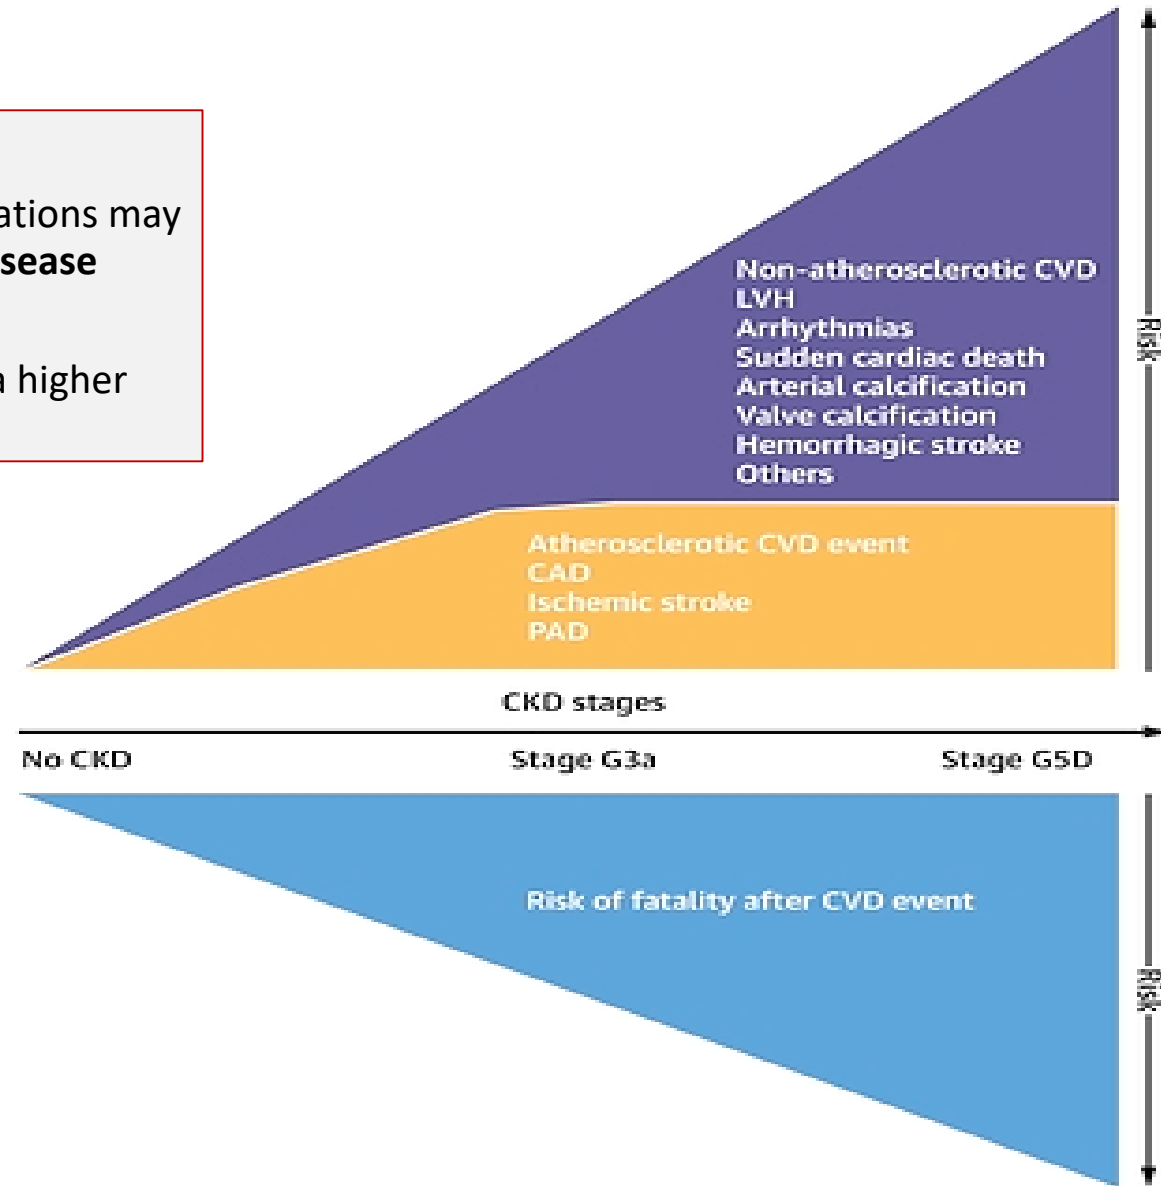 ations may
sease
a higher
Non-atherosclerotic CVD
LVH
Arrhythmias
Sudden cardiac death
Arterial calcification
Valve calcification
Hemorrhagic stroke
Others
Risk
Atherosclerotic CVD event
CAD
Ischemic stroke
PAD
CKD stages
No CKD
Stage G3a
Stage G5D
Risk of fatality after CVD event
Risk